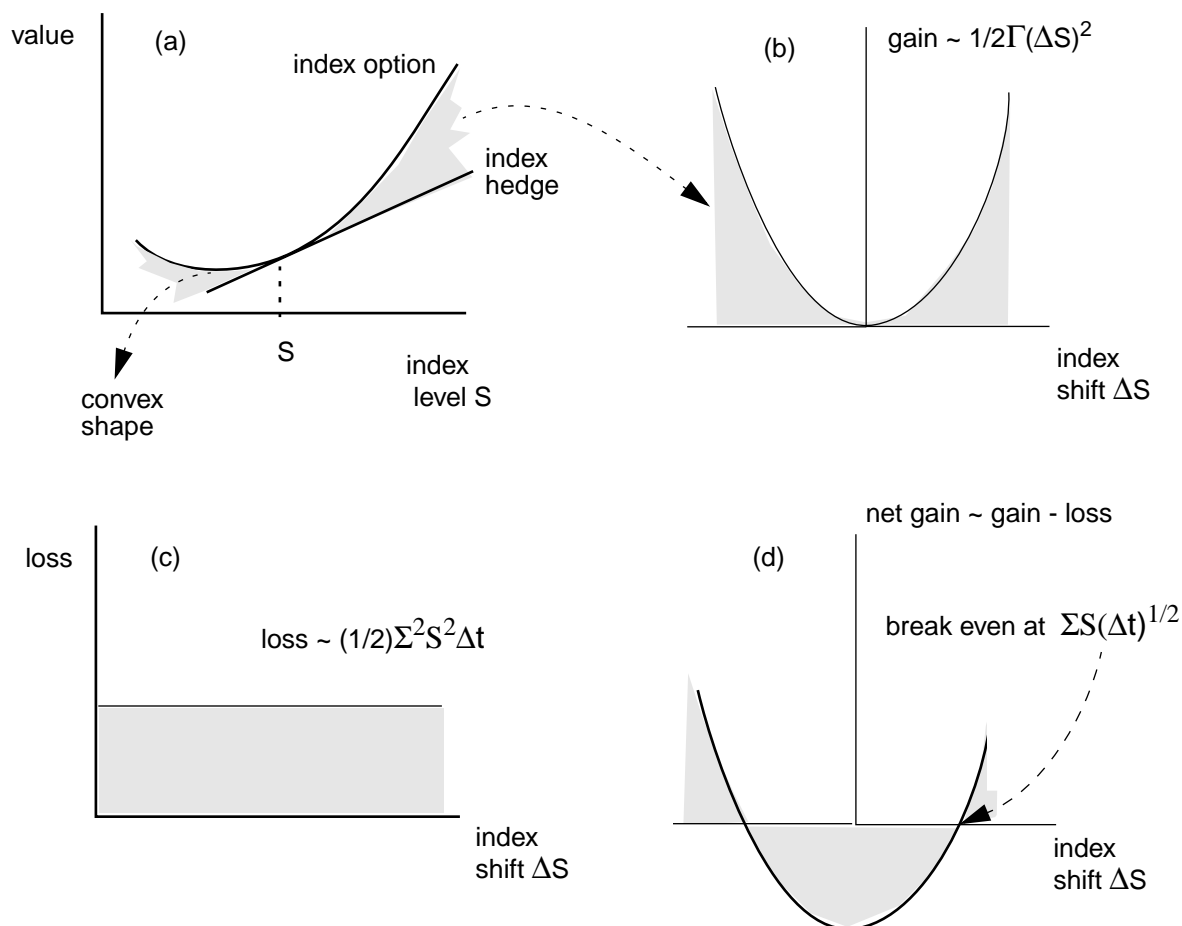 value
(a)
index option
index
hedge
S
index
level S
convex
shape
(b)
gain ~ 1/2Γ(ΔS)²
index
shift ΔS
loss
(c)
loss ~ (1/2)Σ²S²Δt
index
shift ΔS
net gain ~ gain - loss
(d)
break even at ΣS(Δt)^1/2
index
shift ΔS